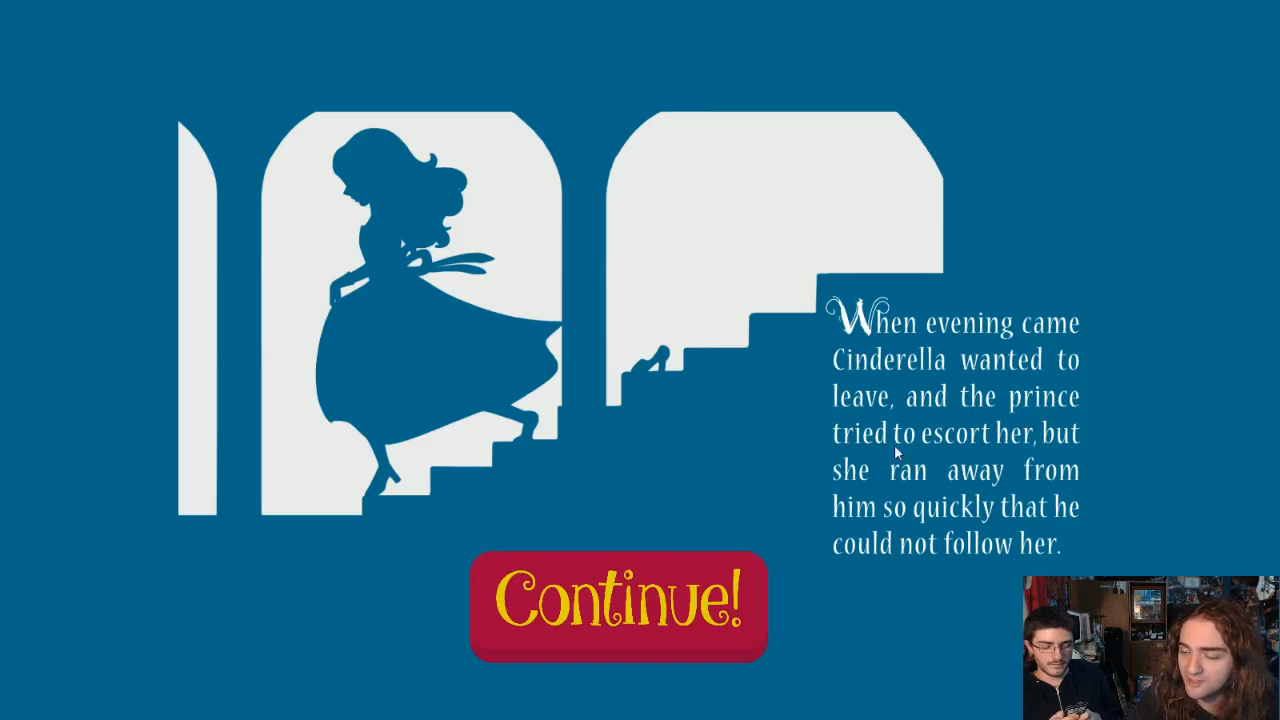 When evening came
Cinderella wanted to
leave, and the prince
tried to escort her, but
she ran away from
him so quickly that he
could not follow her.
Continue!